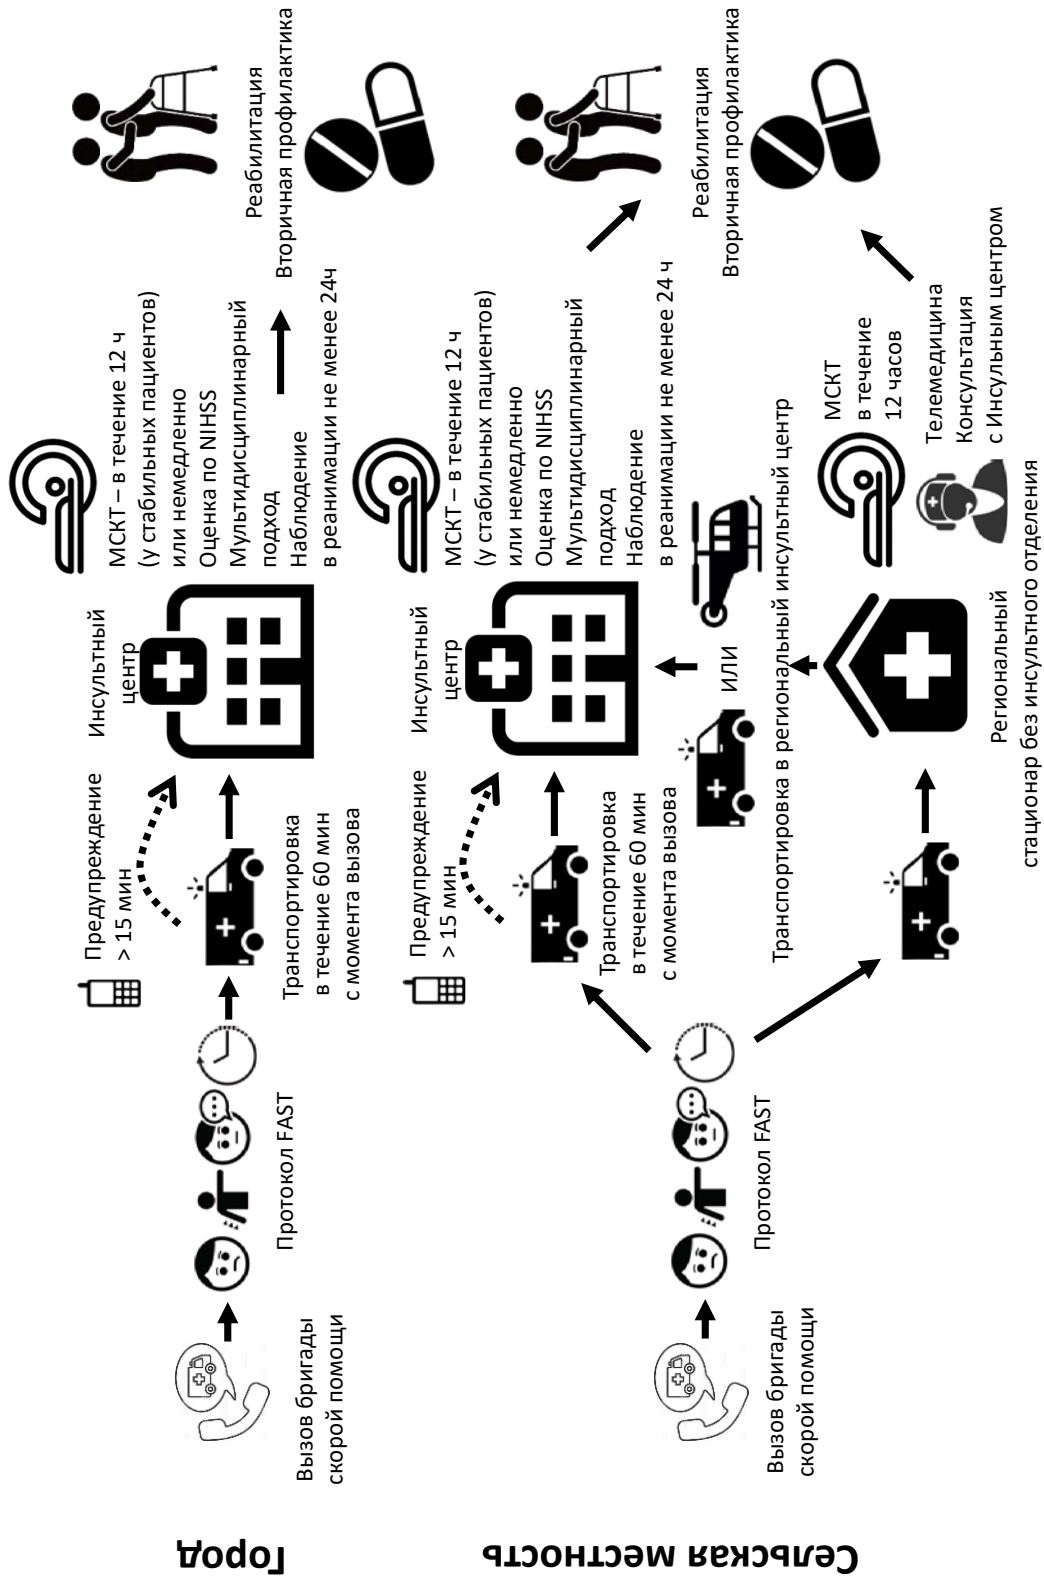 Город
Вызов бригады
скорой помощи
Протокол FAST
Предупреждение
> 15 мин
Транспортировка
в течение 60 мин
с момента вызова
Инсультный
центр
МСКТ – в течение 12 ч
(у стабильных пациентов)
или немедленно
Оценка по NIHSS
Мультидисциплинарный
подход
Наблюдение
в реанимации не менее 24ч
Реабилитация
Вторичная профилактика
Сельская местность
Вызов бригады
скорой помощи
Протокол FAST
Предупреждение
> 15 мин
Транспортировка
в течение 60 мин
с момента вызова
Инсультный
центр
МСКТ – в течение 12 ч
(у стабильных пациентов)
или немедленно
Оценка по NIHSS
Мультидисциплинарный
подход
Наблюдение
в реанимации не менее 24 ч
ИЛИ
Транспортировка в региональный инсультный центр
Региональный
стационар без инсультного отделения
МСКТ
в течение
12 часов
Телемедицина
Консультация
с Инсульным центром
Реабилитация
Вторичная профилактика